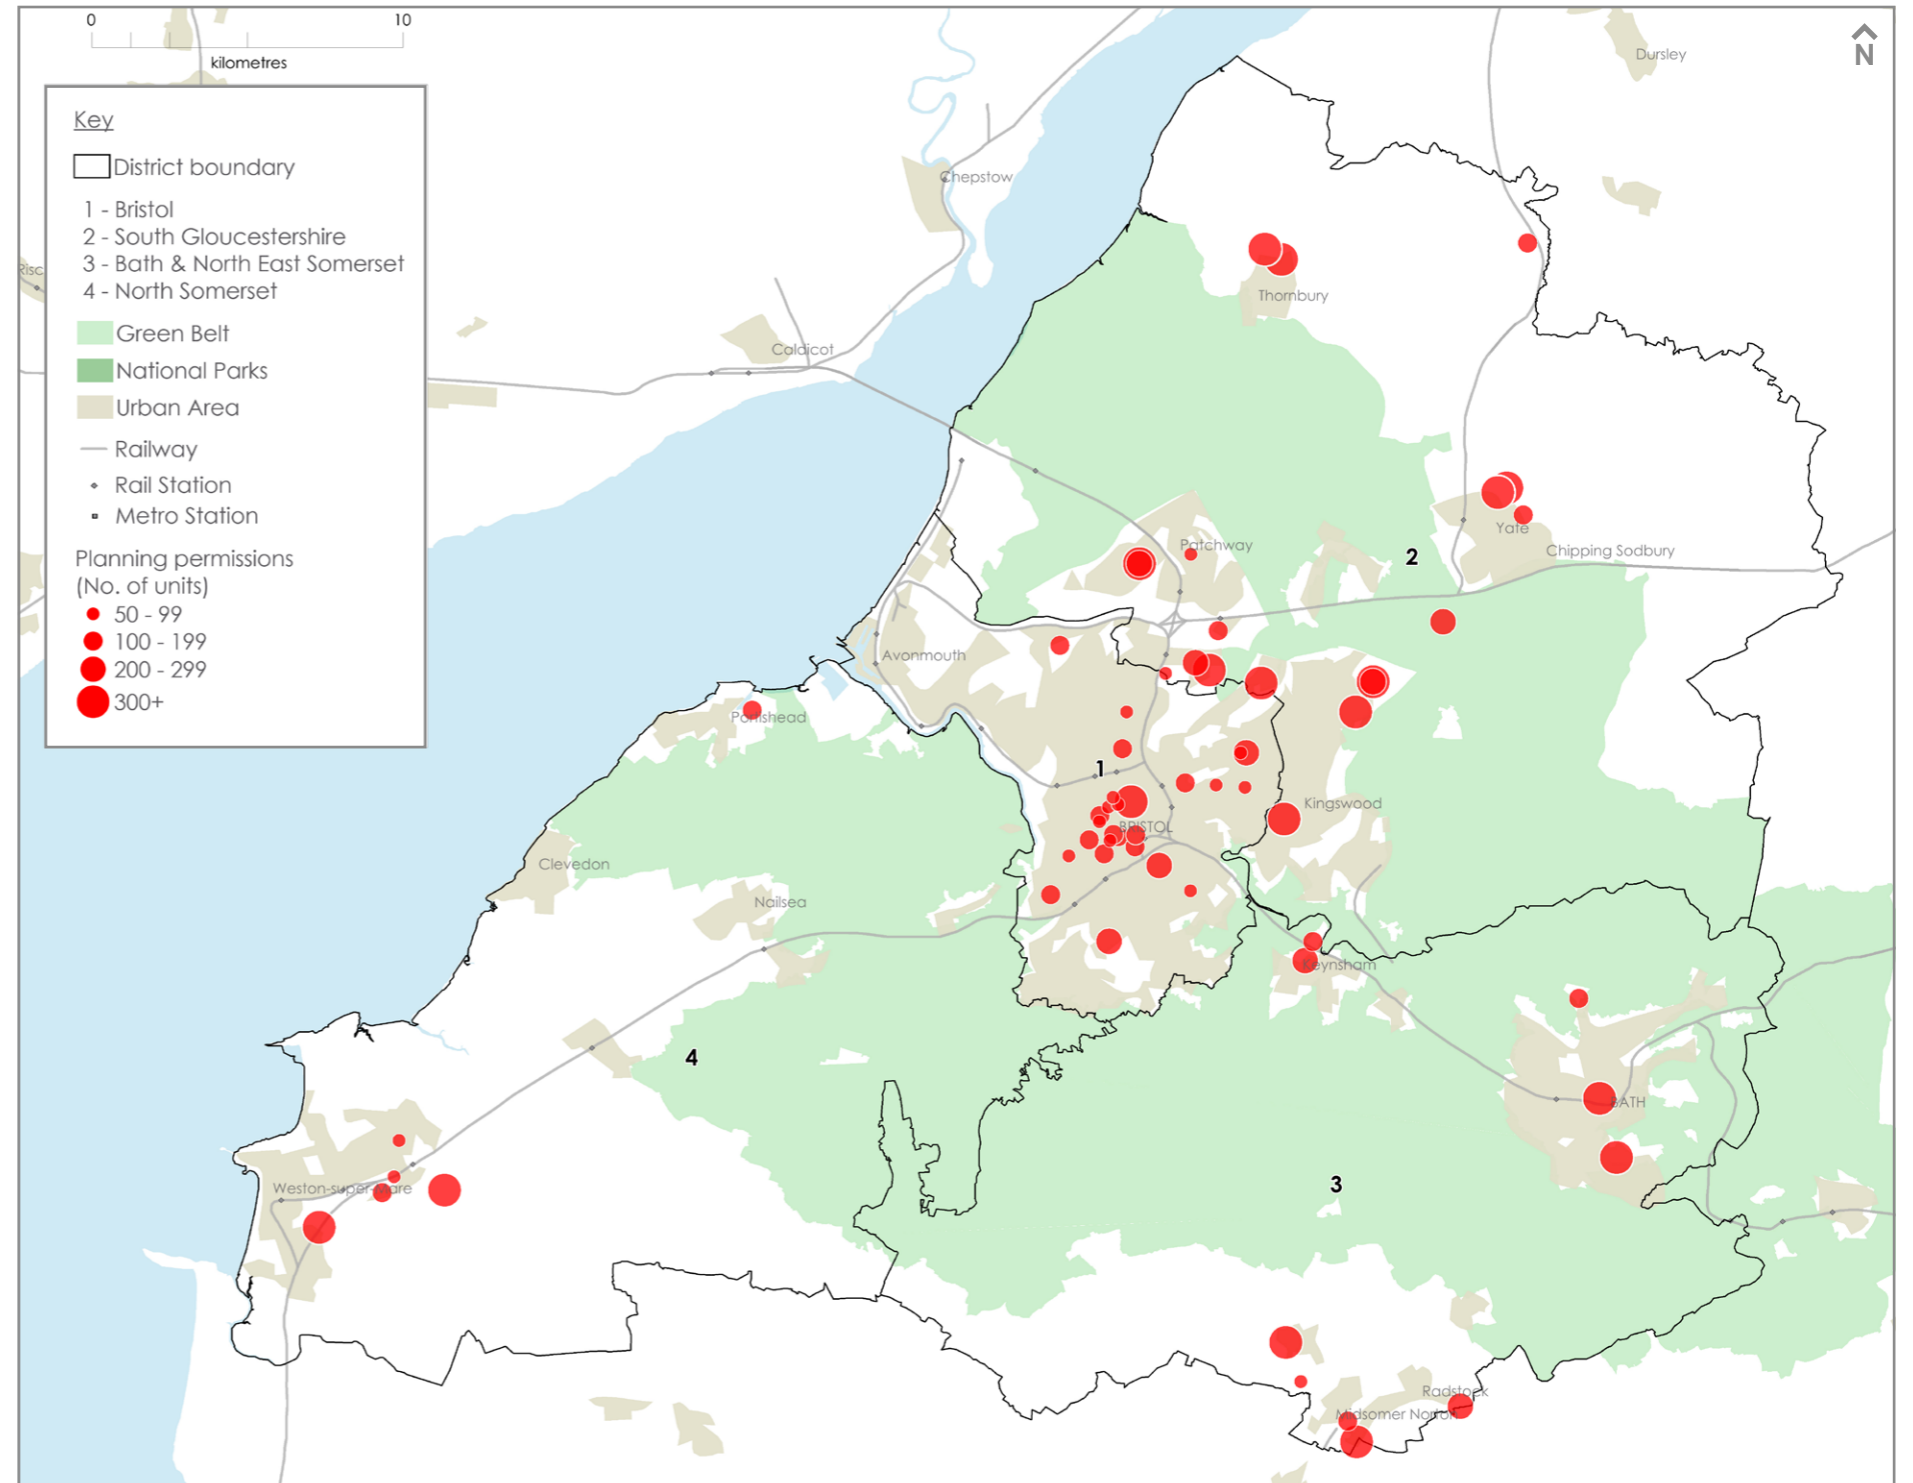 0 10
kilometres
N
Key
District boundary
1 - Bristol
2 - South Gloucestershire
3 - Bath & North East Somerset
4 - North Somerset
Green Belt
National Parks
Urban Area
Railway
Rail Station
Metro Station
Planning permissions
(No. of units)
50 - 99
100 - 199
200 - 299
300+
Dursley
Chepstow
Risc
Thornbury
Caldicot
Yate
Patchway
Chipping Sodbury
2
Avonmouth
Portishead
1
Kingswood
BRISTOL
Clevedon
Nailsea
Keynsham
4
BATH
3
Weston-super-Mare
Radstock
Midsomer Norton